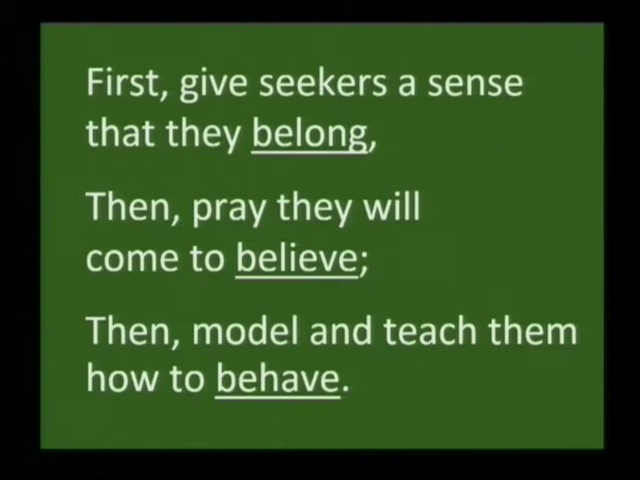 First, give seekers a sense
that they belong,
Then, pray they will
come to believe;
Then, model and teach them
how to behave.